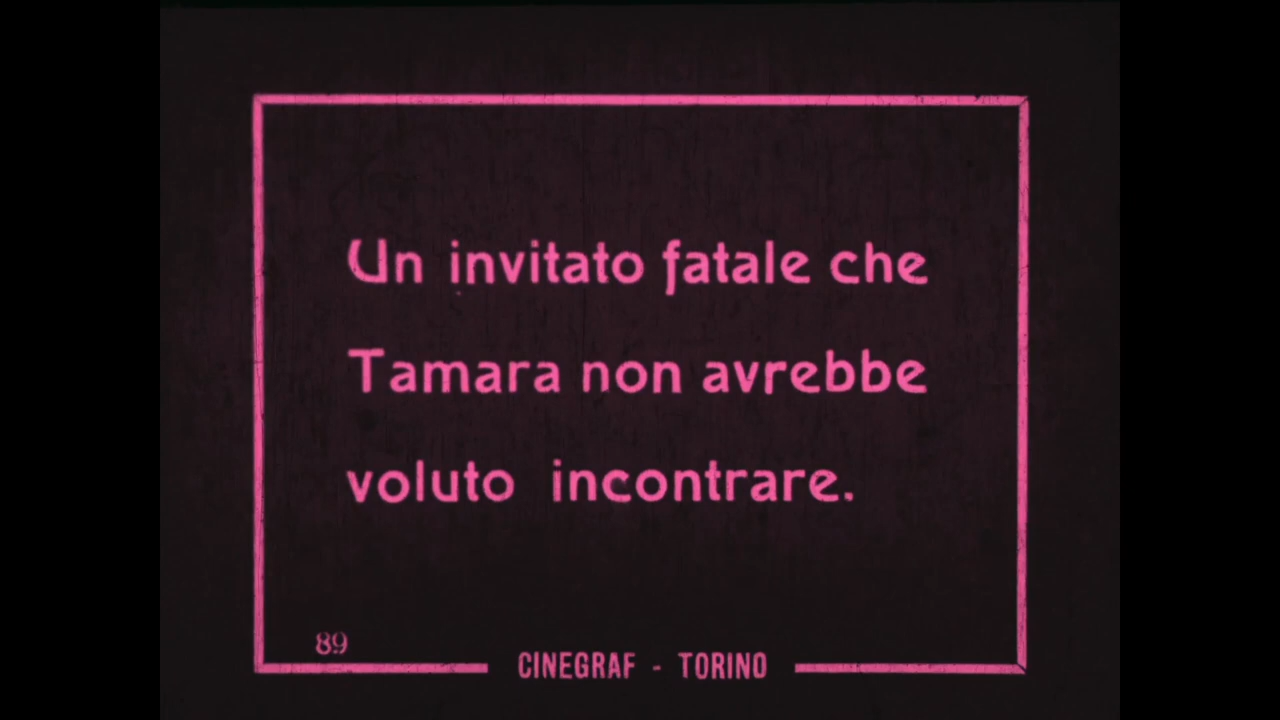 Un invitato fatale che
Tamara non avrebbe
voluto incontrare.
89
CINEGRAF - TORINO